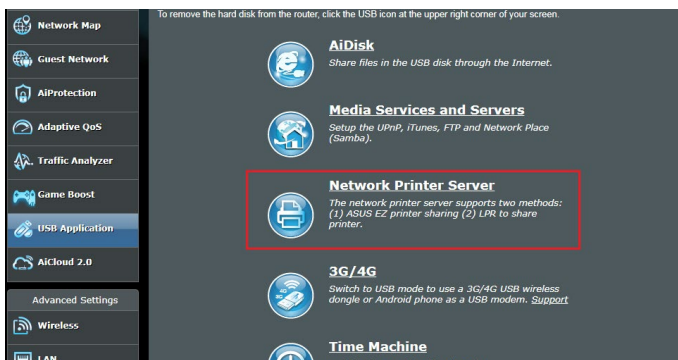 To remove the hard disk from the router, click the USB icon at the upper right corner of your screen.
Network Map
Guest Network
AiProtection
Adaptive QoS
Traffic Analyzer
Game Boost
USB Application
AiCloud 2.0
Advanced Settings
Wireless
LAN
AiDisk
Share files in the USB disk through the Internet.
Media Services and Servers
Setup the UPnP, iTunes, FTP and Network Place
(Samba).
Network Printer Server
The network printer server supports two methods:
(1) ASUS EZ printer sharing (2) LPR to share
printer.
4G
3G
3G/4G
Switch to USB mode to use a 3G/4G USB wireless
dongle or Android phone as a USB modem. Support
Time Machine